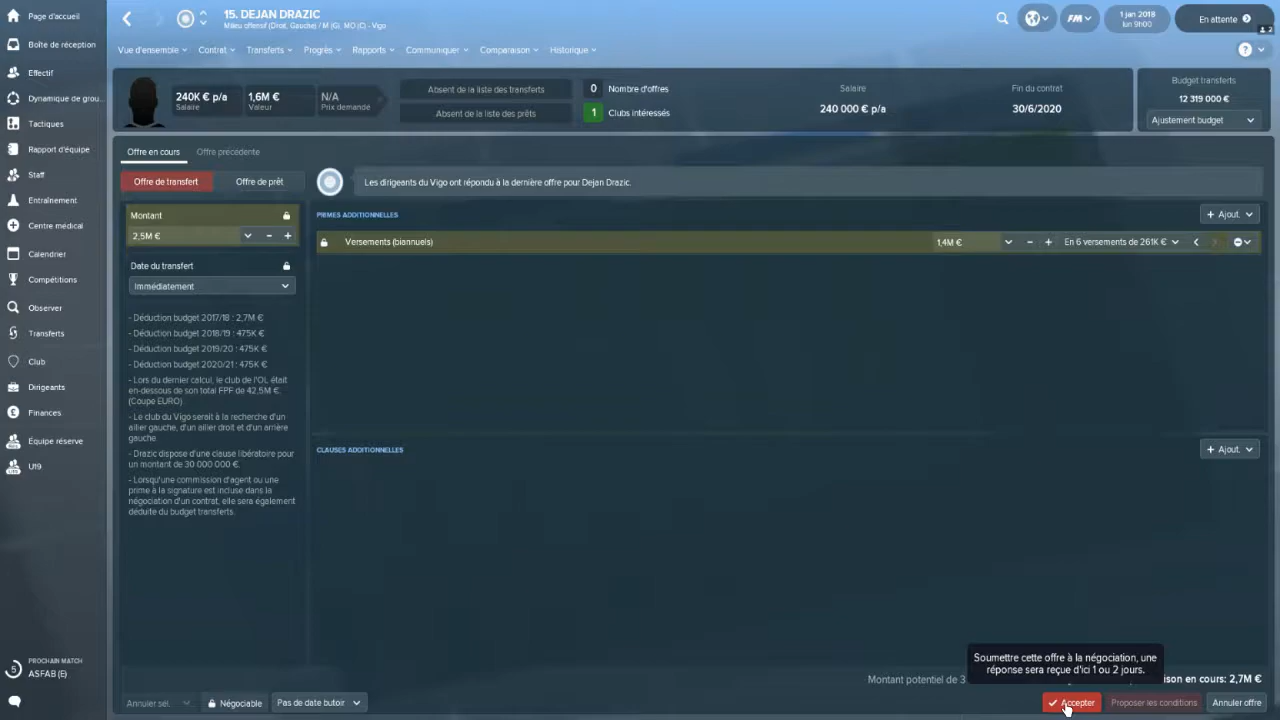 Page d'accueil
Boîte de réception
Effectif
Dynamique de grou...
Tactiques
Rapport d'équipe
Staff
Entraînement
Centre médical
Calendrier
Compétitions
Observer
Transferts
Club
Dirigeants
Finances
Équipe réserve
U19
PROCHAIN MATCH
ASFAB (E)
15. DEJAN DRAZIC
Milieu offensif (Droit, Gauche) / M (G), MO (C) - Vigo
FM
1 jan 2018
lun 9h00
En attente
2
Vue d'ensemble
Contrat
Transferts
Progrès
Rapports
Communiquer
Comparaison
Historique
?
240K € p/a
Salaire
1,6M €
Valeur
N/A
Prix demandé
Absent de la liste des transferts
Absent de la liste des prêts
0 Nombre d'offres
1 Clubs intéressés
Salaire
240 000 € p/a
Fin du contrat
30/6/2020
Budget transferts
12 319 000 €
Ajustement budget
Offre en cours
Offre précédente
Offre de transfert
Offre de prêt
Les dirigeants du Vigo ont répondu à la dernière offre pour Dejan Drazic.
Montant
2,5M €
Date du transfert
Immédiatement
- Déduction budget 2017/18 : 2,7M €
- Déduction budget 2018/19 : 475K €
- Déduction budget 2019/20 : 475K €
- Déduction budget 2020/21 : 475K €
- Lors du dernier calcul, le club de l'OL était
en-dessous de son total FPF de 42,5M €.
(Coupe EURO)
- Le club du Vigo serait à la recherche d'un
ailier gauche, d'un ailier droit et d'un arrière
gauche.
- Drazic dispose d'une clause libératoire pour
un montant de 30 000 000 €.
- Lorsqu'une commission d'agent ou une
prime à la signature est incluse dans la
négociation d'un contrat, elle sera également
déduite du budget transferts.
PRIMES ADDITIONNELLES
+ Ajout.
Versements (biannuels)
1,4M €
En 6 versements de 261K €
CLAUSES ADDITIONNELLES
+ Ajout.
Soumettre cette offre à la négociation, une
réponse sera reçue d'ici 1 ou 2 jours.
Montant potentiel de 3
ison en cours: 2,7M €
Annuler sél.
Négociable
Pas de date butoir
Accepter
Proposer les conditions
Annuler offre